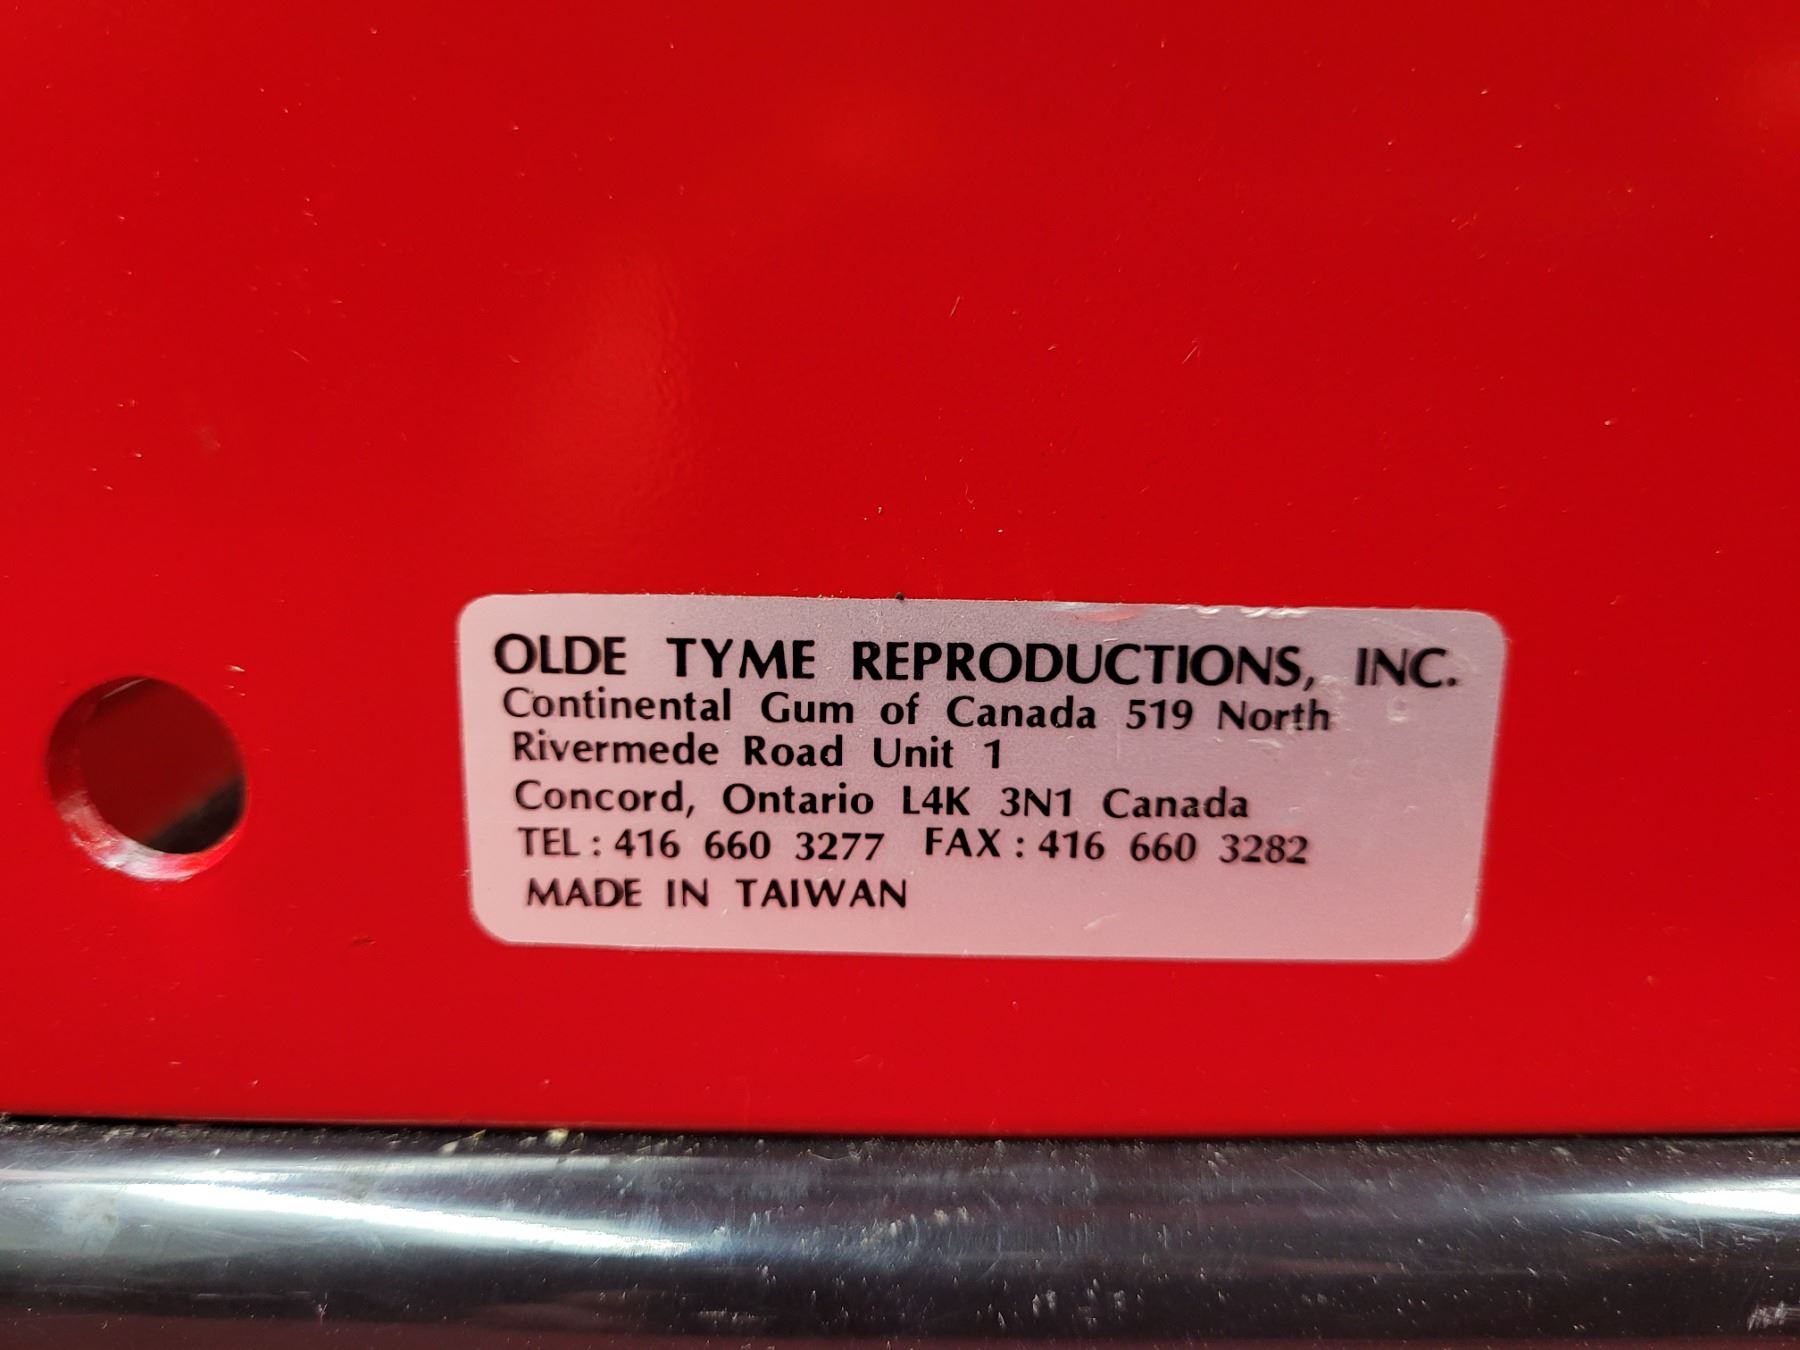 OLDE TYME REPRODUCTIONS, INC.
Continental Gum of Canada 519 North
Rivermede Road Unit 1
Concord, Ontario L4K 3N1 Canada
TEL : 416 660 3277 FAX : 416 660 3282
MADE IN TAIWAN